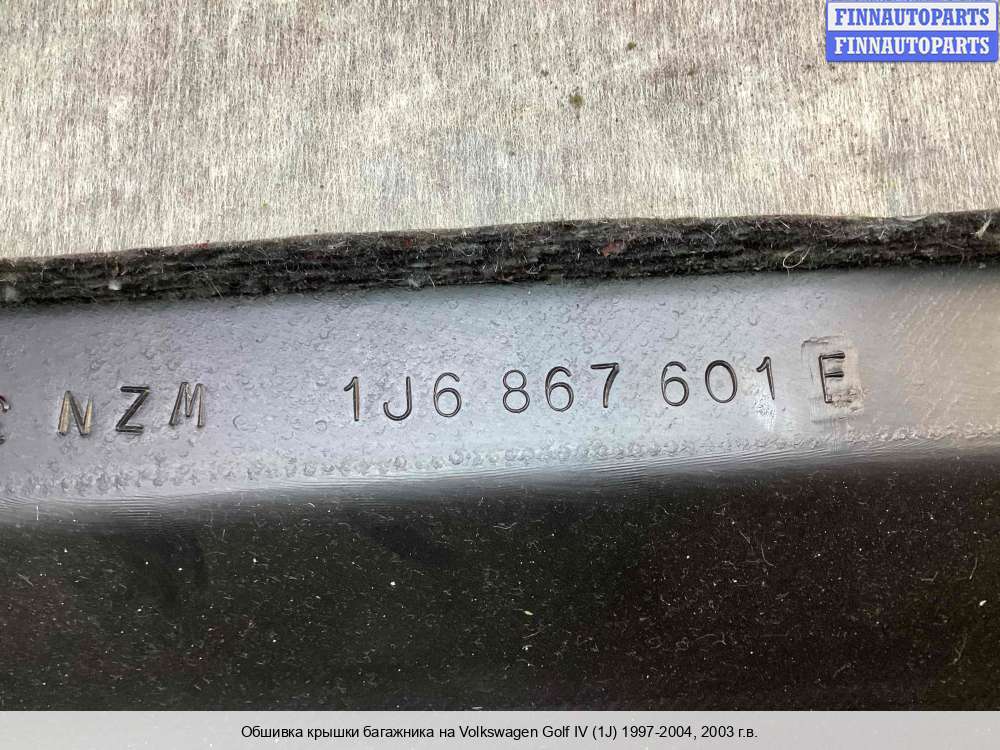 FINNAUTOPARTS
FINNAUTOPARTS
NZM 1J6 867 601 E
Обшивка крышки багажника на Volkswagen Golf IV (1J) 1997-2004, 2003 г.в.